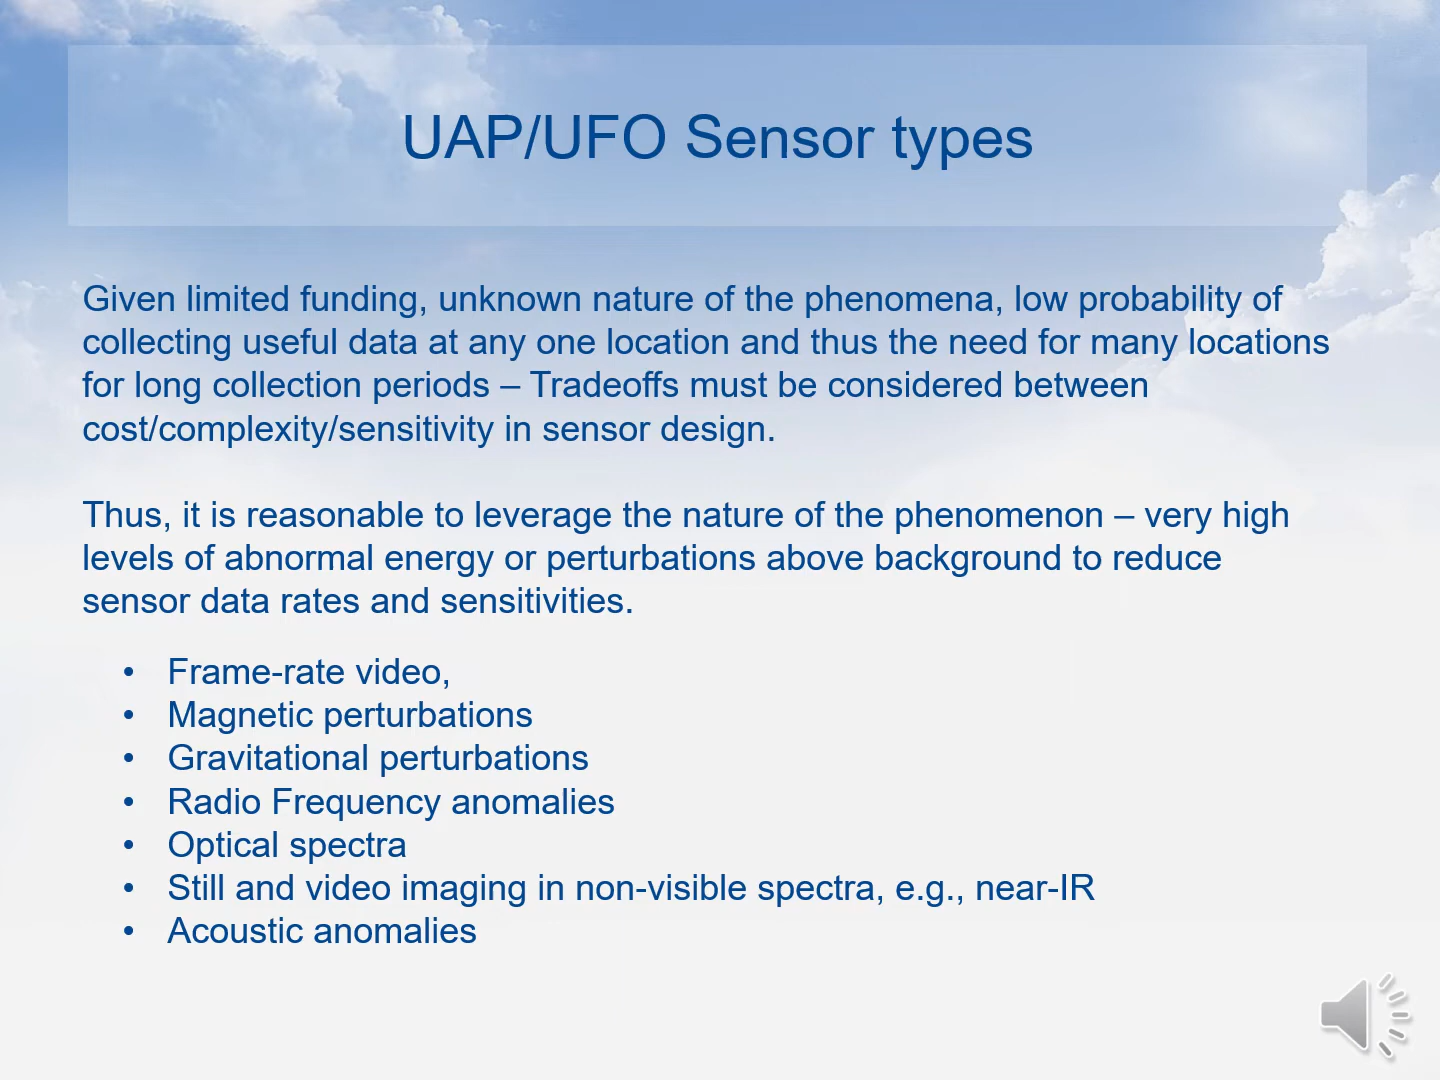 UAP/UFO Sensor types
Given limited funding, unknown nature of the phenomena, low probability of
collecting useful data at any one location and thus the need for many locations
for long collection periods – Tradeoffs must be considered between
cost/complexity/sensitivity in sensor design.
Thus, it is reasonable to leverage the nature of the phenomenon – very high
levels of abnormal energy or perturbations above background to reduce
sensor data rates and sensitivities.
• Frame-rate video,
• Magnetic perturbations
• Gravitational perturbations
• Radio Frequency anomalies
• Optical spectra
• Still and video imaging in non-visible spectra, e.g., near-IR
• Acoustic anomalies